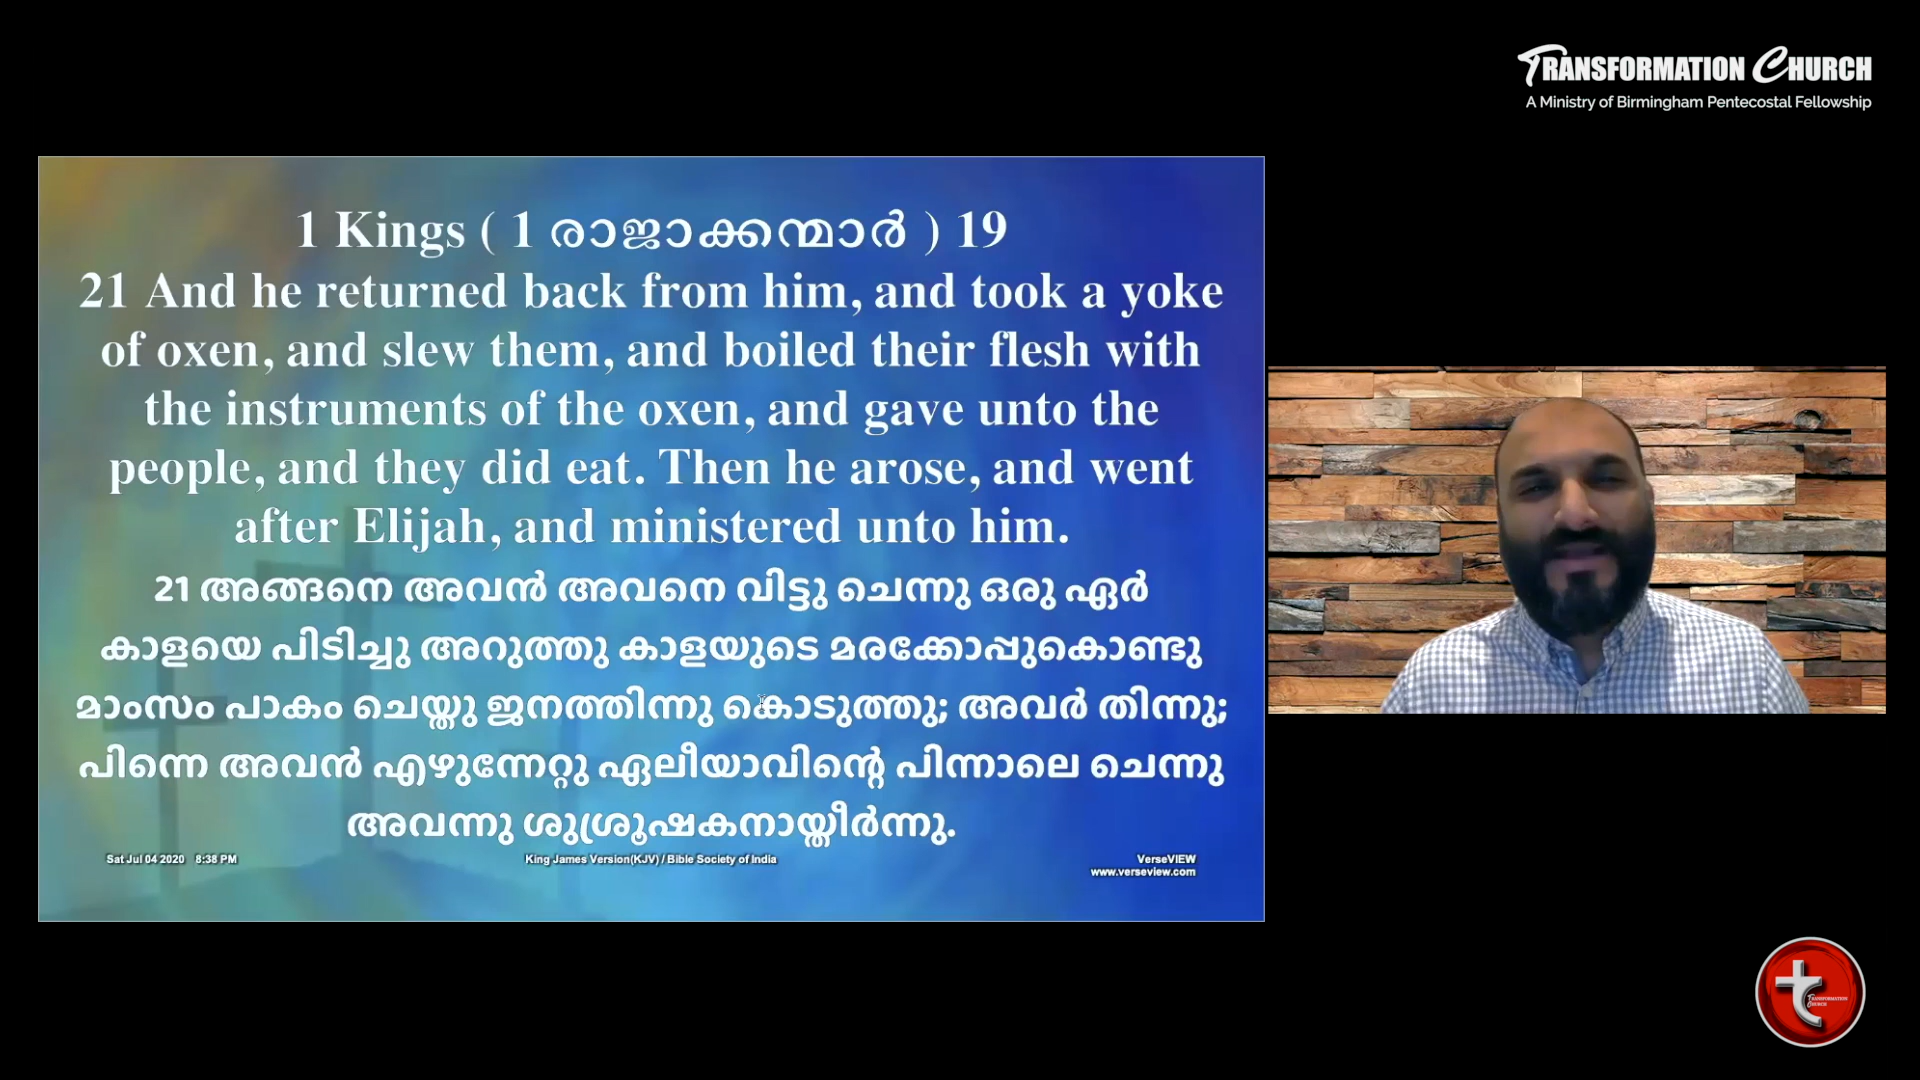 TRANSFORMATION CHURCH
A Ministry of Birmingham Pentecostal Fellowship
1 Kings ( 1 രാജാക്കന്മാർ ) 19
21 And he returned back from him, and took a yoke
of oxen, and slew them, and boiled their flesh with
the instruments of the oxen, and gave unto the
people, and they did eat. Then he arose, and went
after Elijah, and ministered unto him.
21 അങ്ങനെ അവൻ അവനെ വിട്ടു ചെന്നു ഒരു ഏർ
കാളയെ പിടിച്ചു അറുത്തു കാളയുടെ മരക്കോപ്പുകൊണ്ടു
മാംസം പാകം ചെയ്തു ജനത്തിന്നു കൊടുത്തു; അവർ തിന്നു;
പിന്നെ അവൻ എഴുന്നേറ്റു ഏലീയാവിന്റെ പിന്നാലെ ചെന്നു
അവന്നു ശുശ്രൂഷകനായ്തീർന്നു.
Sat Jul 04 2020 8:38 PM
King James Version(KJV) / Bible Society of India
VerseVIEW
www.verseview.com
TRANSFORMATION
CHURCH